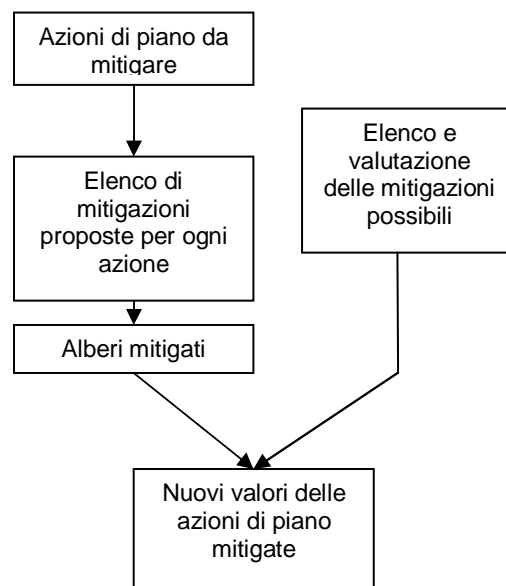 Azioni di piano da
mitigare
Elenco di
mitigazioni
proposte per ogni
azione
Elenco e
valutazione
delle mitigazioni
possibili
Alberi mitigati
Nuovi valori delle
azioni di piano
mitigate